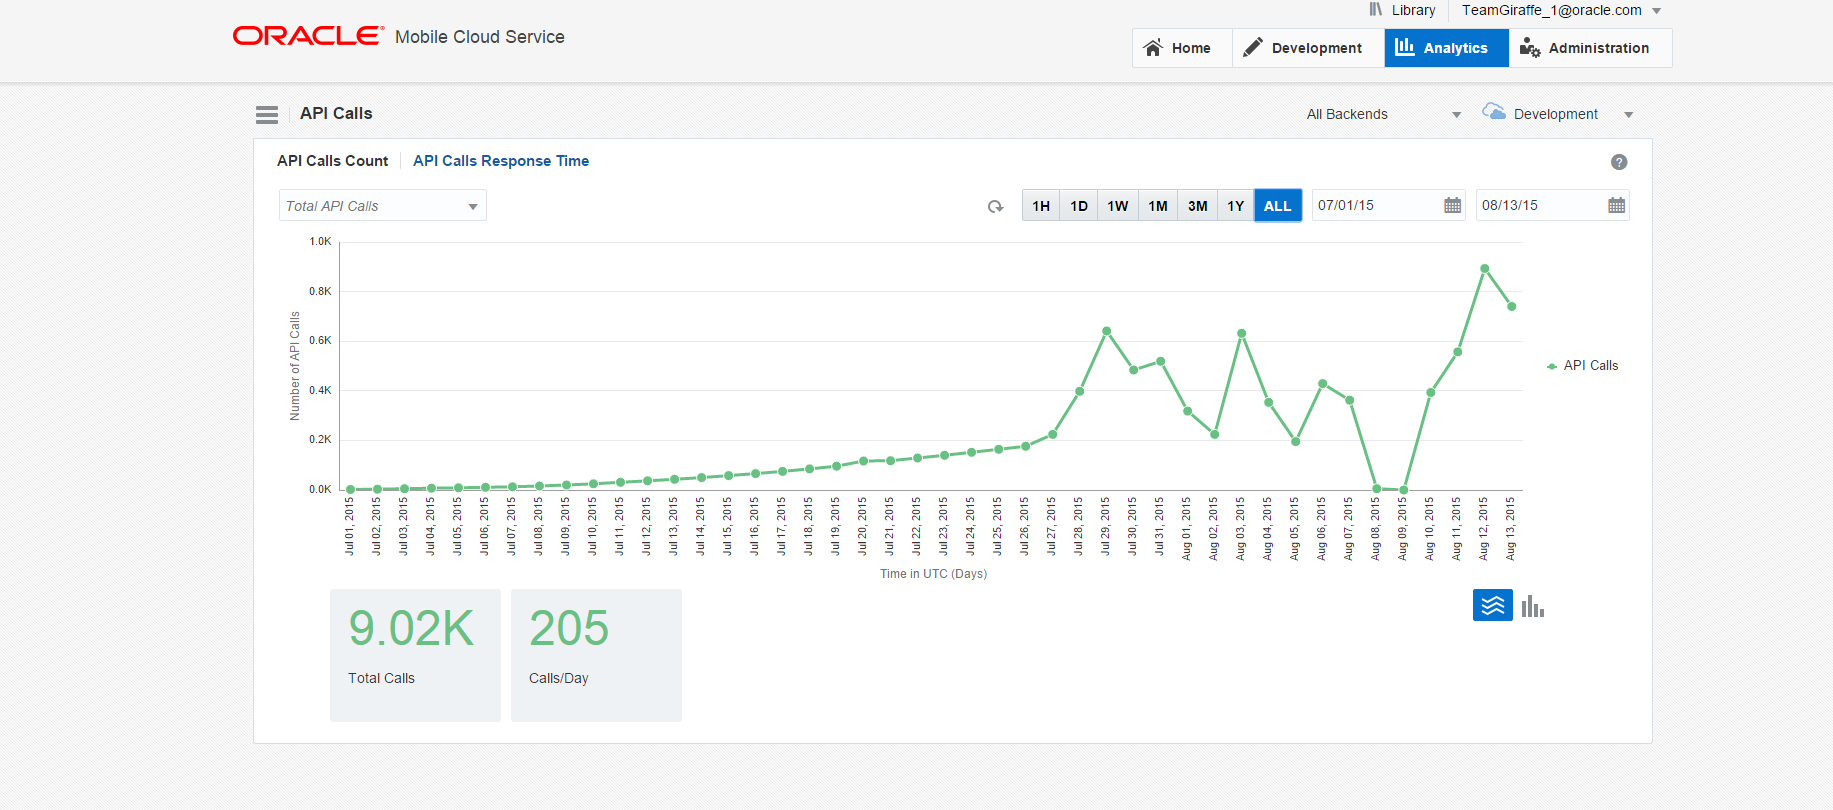 Library TeamGiraffe_1@oracle.com
ORACLE® Mobile Cloud Service
Home Development Analytics Administration
API Calls All Backends Development
API Calls Count API Calls Response Time ?
Total API Calls 1H 1D 1W 1M 3M 1Y ALL 07/01/15 08/13/15
Number of API Calls
1.0K
0.8K
0.6K
0.4K
0.2K
0.0K
API Calls
Jul 01, 2015
Jul 02, 2015
Jul 03, 2015
Jul 04, 2015
Jul 05, 2015
Jul 06, 2015
Jul 07, 2015
Jul 08, 2015
Jul 09, 2015
Jul 10, 2015
Jul 11, 2015
Jul 12, 2015
Jul 13, 2015
Jul 14, 2015
Jul 15, 2015
Jul 16, 2015
Jul 17, 2015
Jul 18, 2015
Jul 19, 2015
Jul 20, 2015
Jul 21, 2015
Jul 22, 2015
Jul 23, 2015
Jul 24, 2015
Jul 25, 2015
Jul 26, 2015
Jul 27, 2015
Jul 28, 2015
Jul 29, 2015
Jul 30, 2015
Jul 31, 2015
Aug 01, 2015
Aug 02, 2015
Aug 03, 2015
Aug 04, 2015
Aug 05, 2015
Aug 06, 2015
Aug 07, 2015
Aug 08, 2015
Aug 09, 2015
Aug 10, 2015
Aug 11, 2015
Aug 12, 2015
Aug 13, 2015
Time in UTC (Days)
9.02K 205
Total Calls Calls/Day